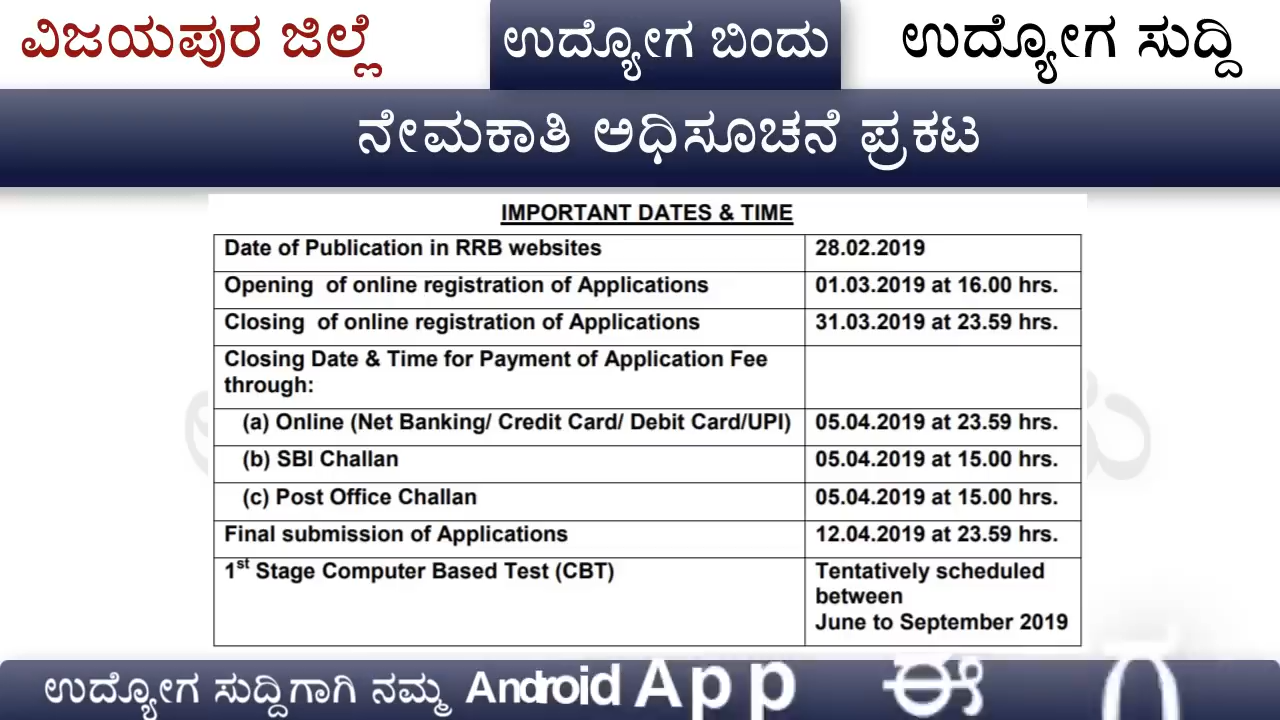 ವಿಜಯಪುರ ಜಿಲ್ಲೆ
ಉದ್ಯೋಗ ಬಿಂದು
ಉದ್ಯೋಗ ಸುದ್ದಿ
ನೇಮಕಾತಿ ಅಧಿಸೂಚನೆ ಪ್ರಕಟ
IMPORTANT DATES & TIME
Date of Publication in RRB websites 28.02.2019
Opening of online registration of Applications 01.03.2019 at 16.00 hrs.
Closing of online registration of Applications 31.03.2019 at 23.59 hrs.
Closing Date & Time for Payment of Application Fee
through:
(a) Online (Net Banking/ Credit Card/ Debit Card/UPI) 05.04.2019 at 23.59 hrs.
(b) SBI Challan 05.04.2019 at 15.00 hrs.
(c) Post Office Challan 05.04.2019 at 15.00 hrs.
Final submission of Applications 12.04.2019 at 23.59 hrs.
1st Stage Computer Based Test (CBT) Tentatively scheduled
between
June to September 2019
ಉದ್ಯೋಗ ಸುದ್ದಿಗಾಗಿ ನಮ್ಮ Android App ಈ